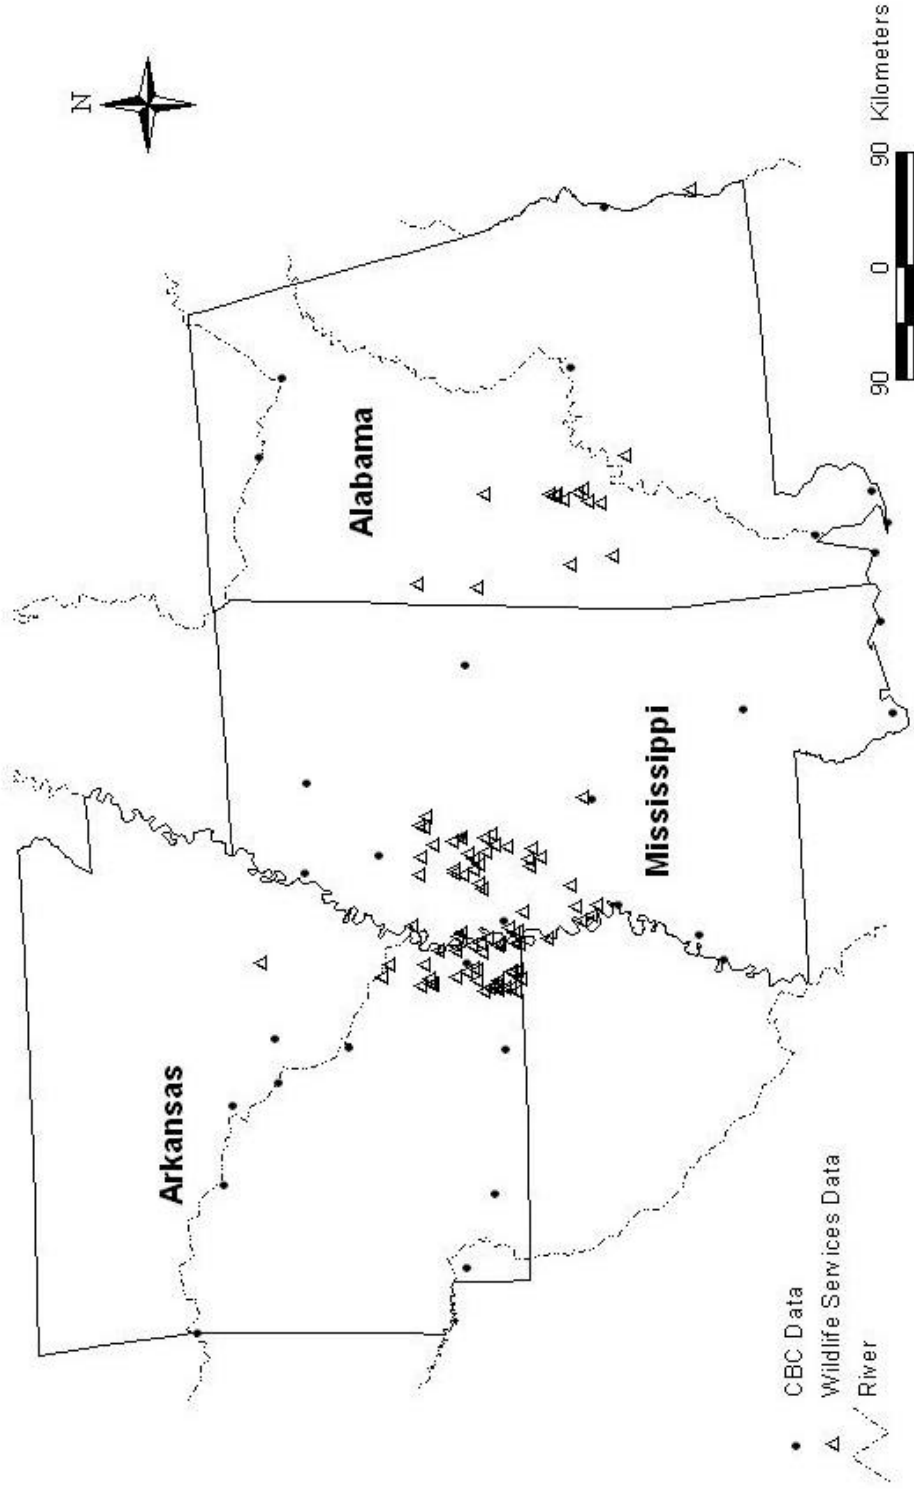 N
Arkansas
Alabama
Mississippi
CBC Data
Wildlife Services Data
River
90 0 90 Kilometers